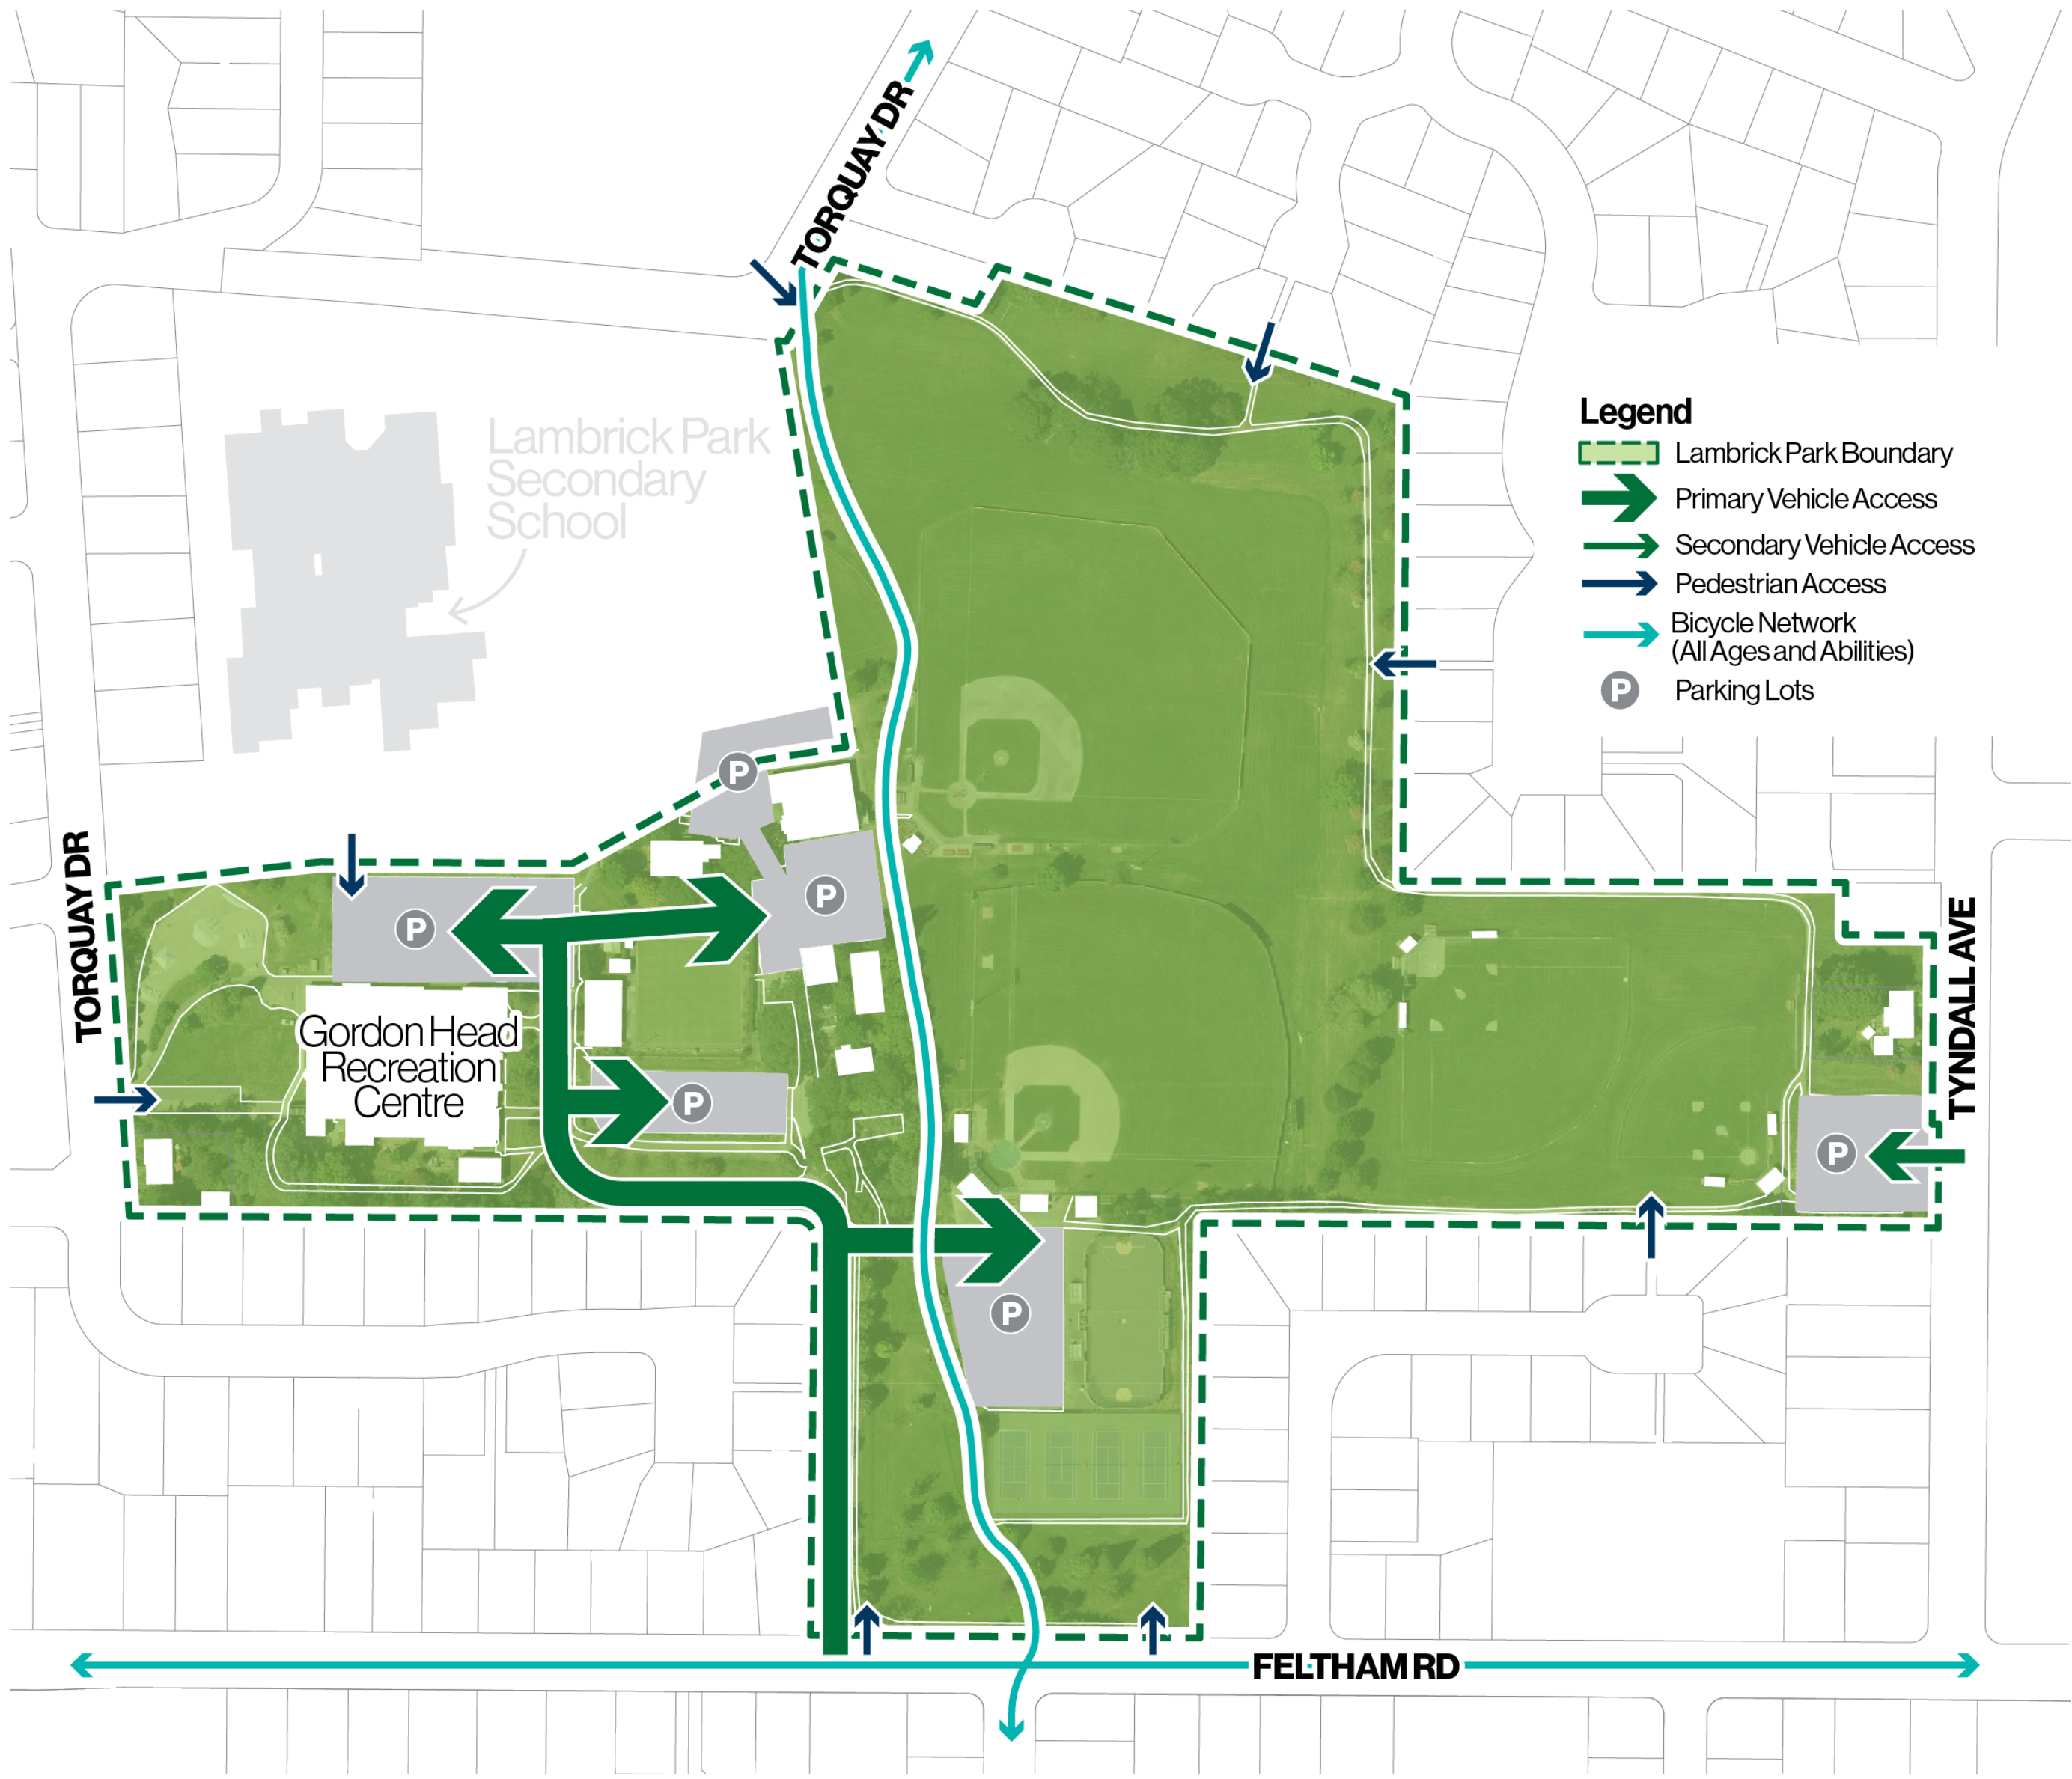 TORQUAY DR
Lambrick Park
Secondary
School
Legend
Lambrick Park Boundary
Primary Vehicle Access
Secondary Vehicle Access
Pedestrian Access
Bicycle Network
(All Ages and Abilities)
P
Parking Lots
P
P
P
TORQUAY DR
Gordon Head
Recreation
Centre
P
P
P
TYNDALL AVE
FELTHAM RD